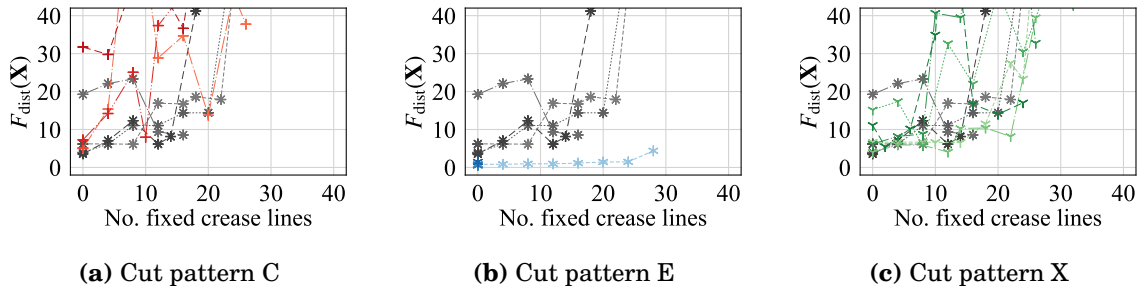 40
30
20
10
0
F_dist(X)
0 10 20 30 40
No. fixed crease lines
(a) Cut pattern C
40
30
20
10
0
F_dist(X)
0 10 20 30 40
No. fixed crease lines
(b) Cut pattern E
40
30
20
10
0
F_dist(X)
0 10 20 30 40
No. fixed crease lines
(c) Cut pattern X